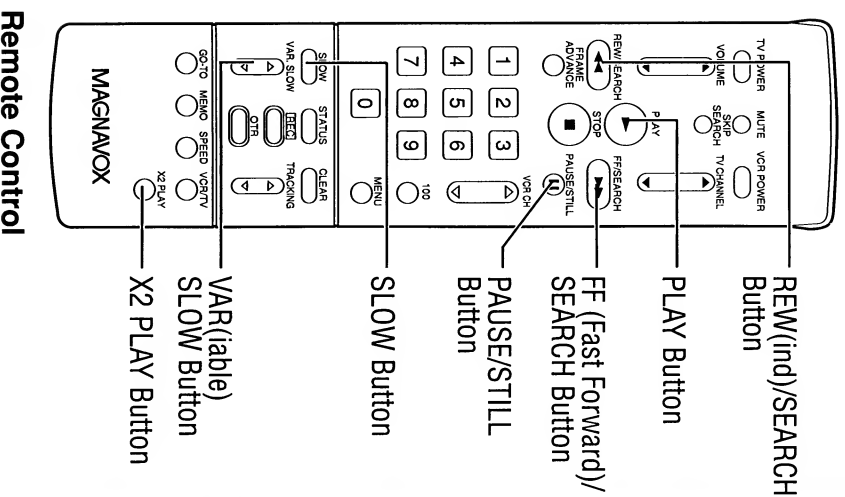 Remote Control
TV POWER
MUTE
VCR POWER
VOLUME
SKIP
SEARCH
TV CHANNEL
REW/SEARCH
PLAY
FF/SEARCH
FRAME
ADVANCE
STOP
PAUSE/STILL
1
2
3
VCR CH
4
5
6
7
8
9
100
0
MENU
SLOW
STATUS
CLEAR
VAR. SLOW
REC
OTR
TRACKING
GO-TO
MEMO
SPEED
VCR/TV
X2 PLAY
MAGNAVOX
REW(ind)/SEARCH
Button
PLAY Button
FF (Fast Forward)/
SEARCH Button
PAUSE/STILL
Button
SLOW Button
VAR(iable)
SLOW Button
X2 PLAY Button